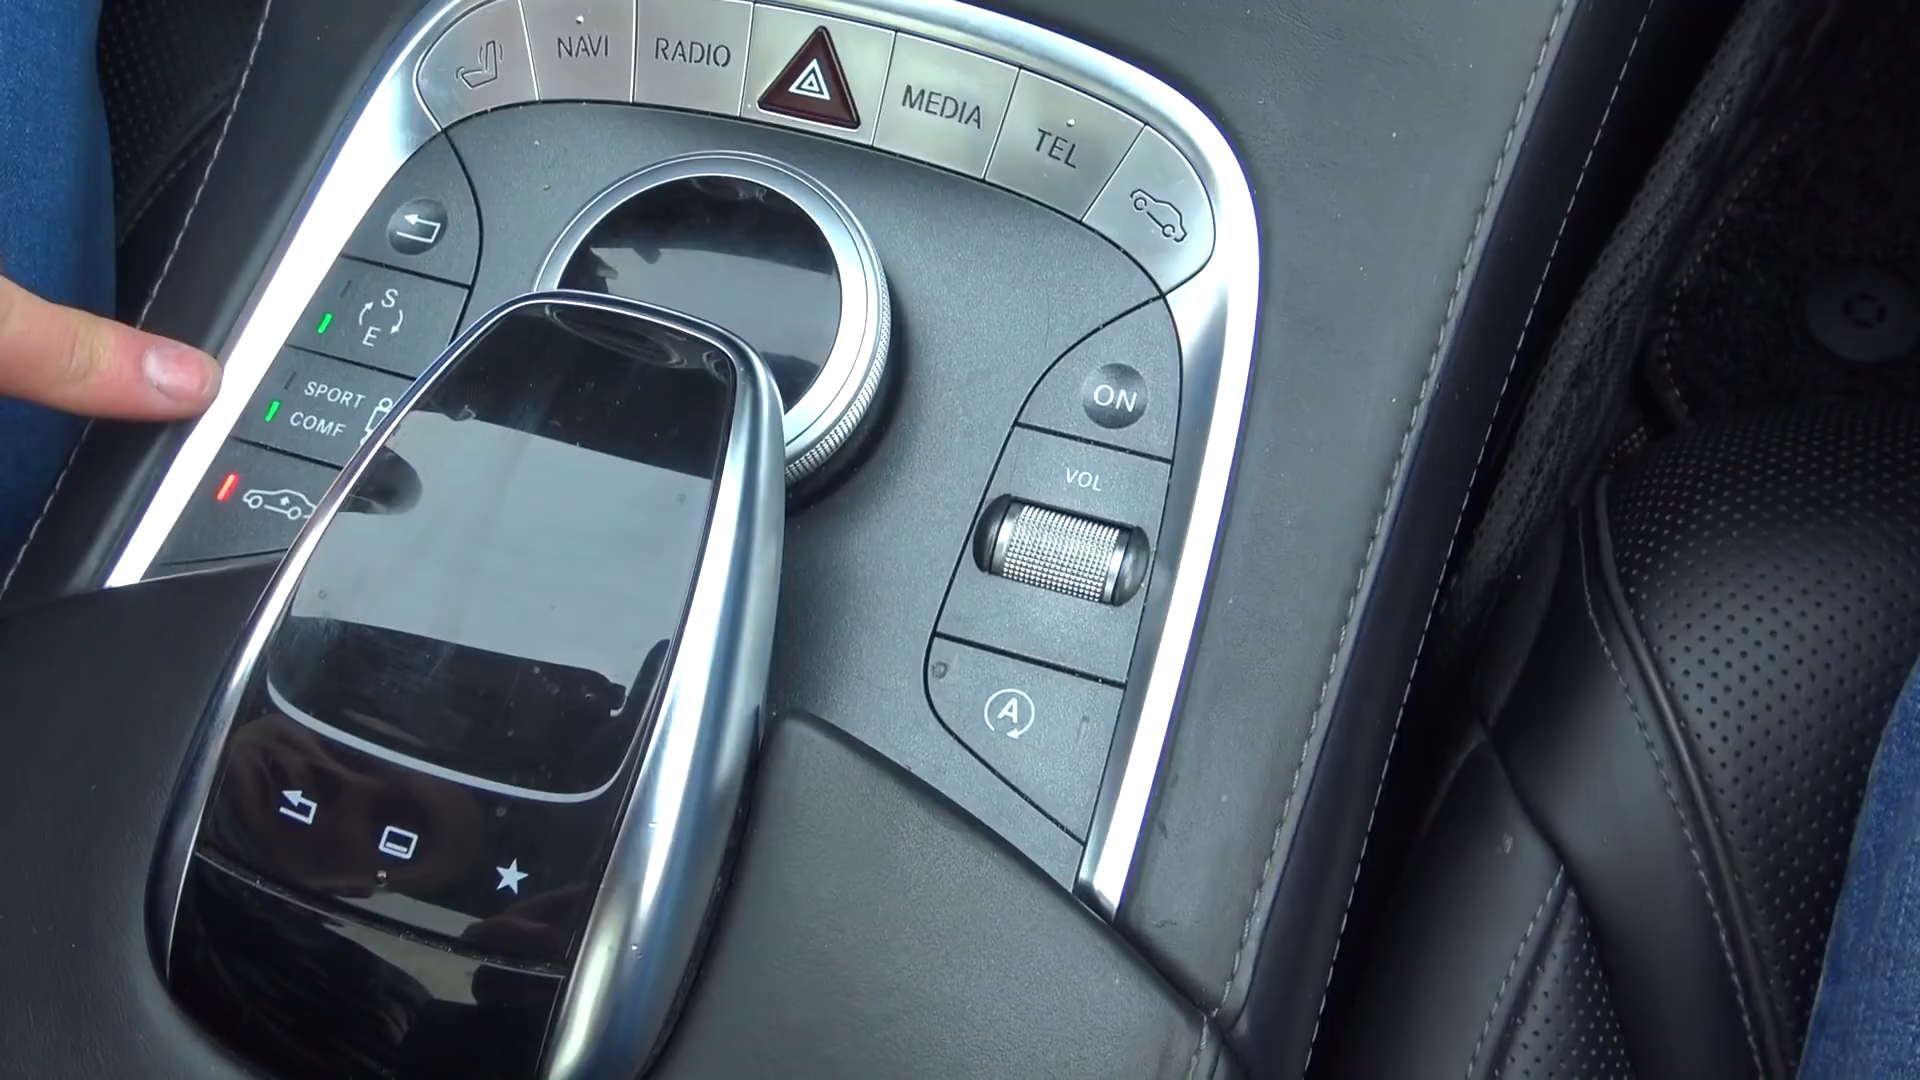 NAVI
RADIO
MEDIA
TEL
S
E
SPORT
COMF
ON
VOL
A